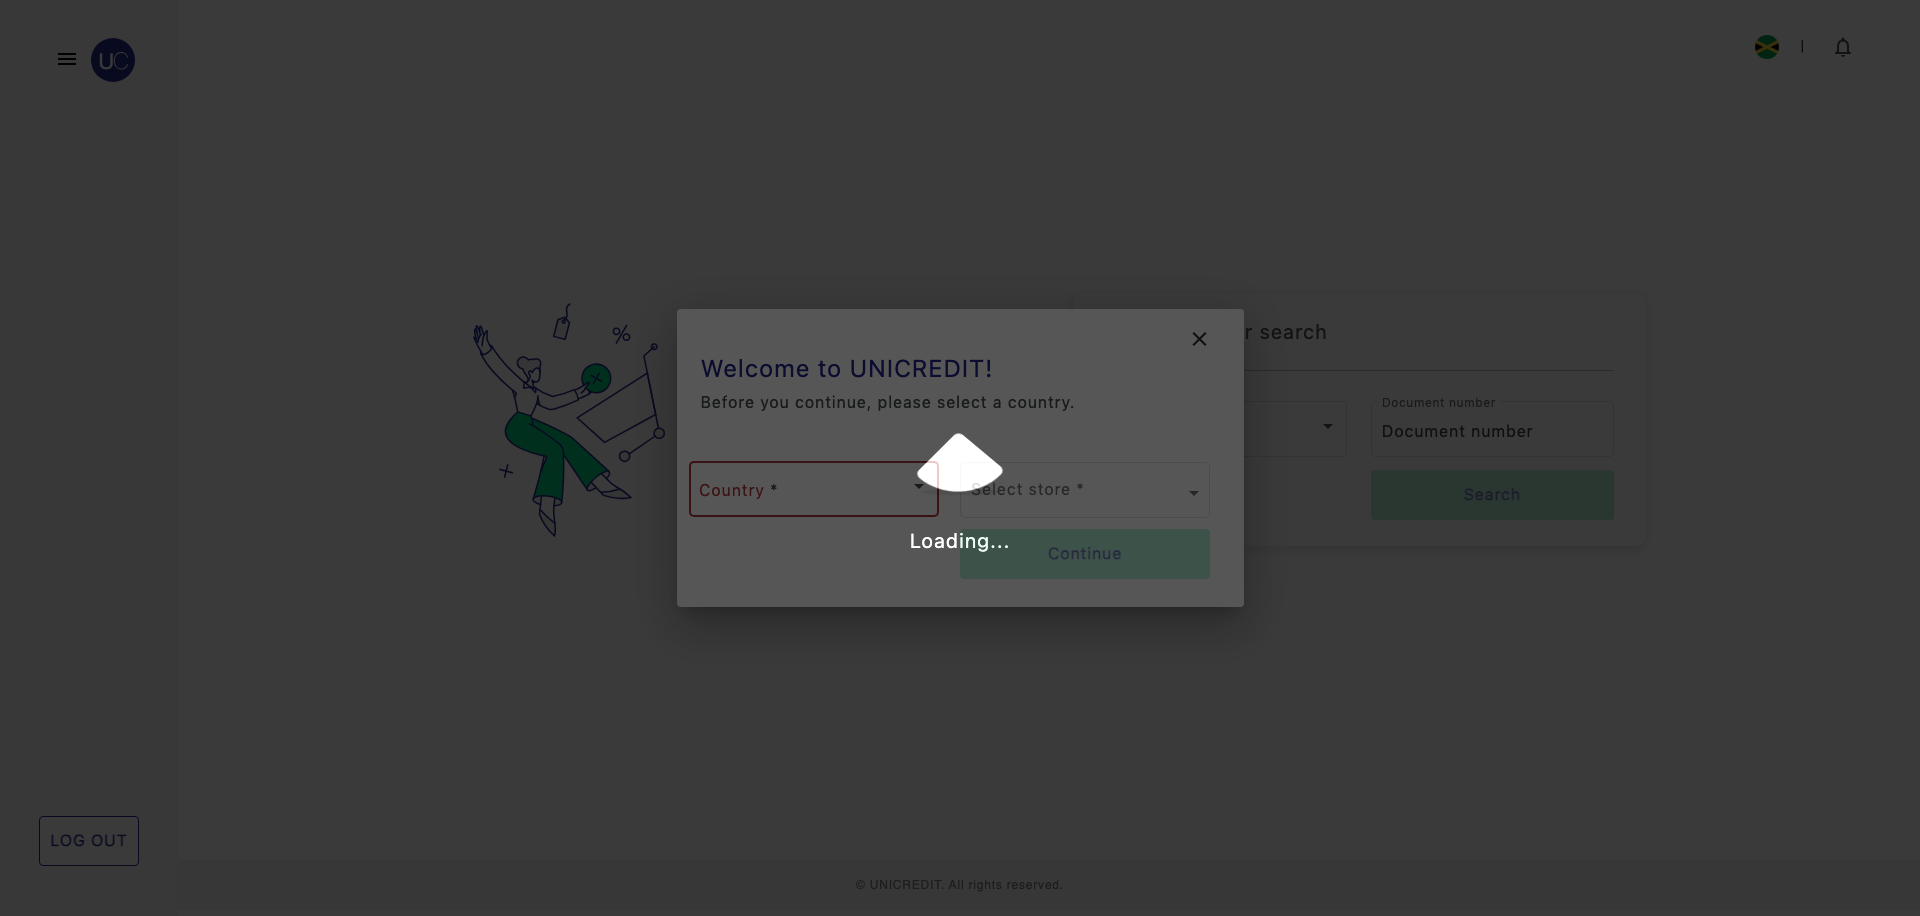 UC
r search
Welcome to UNICREDIT!
Before you continue, please select a country.
Document number
Document number
Country *
Select store *
Search
Loading...
Continue
LOG OUT
© UNICREDIT. All rights reserved.